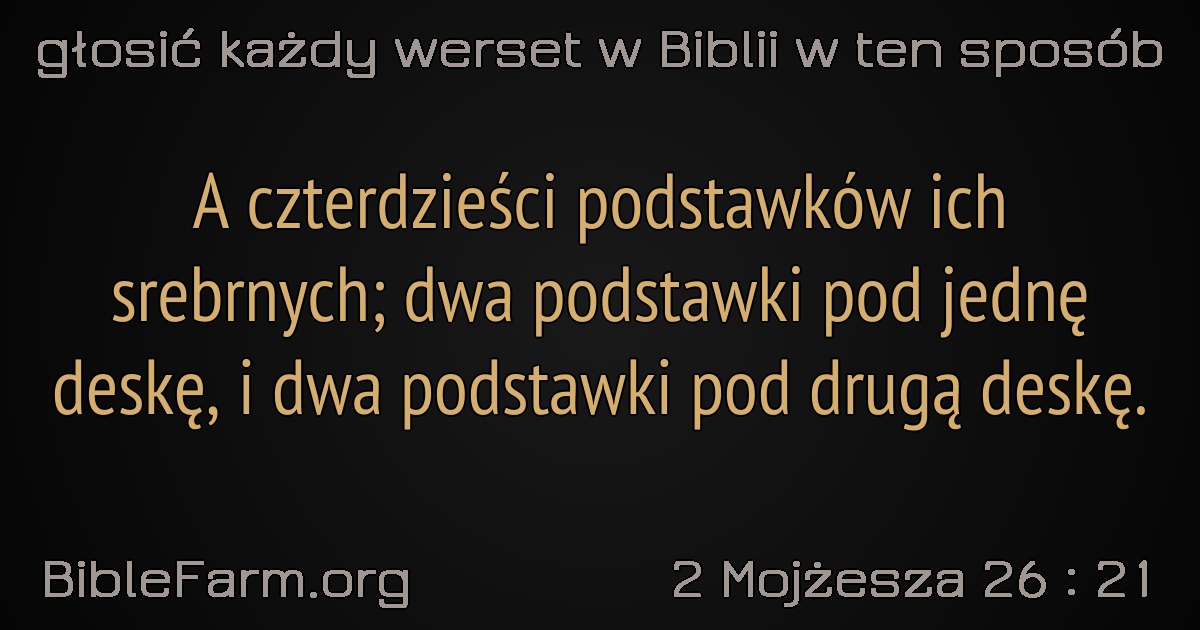 głosić każdy werset w Biblii w ten sposób
A czterdzieści podstawków ich
srebrnych; dwa podstawki pod jednę
deskę, i dwa podstawki pod drugą deskę.
BibleFarm.org
2 Mojżesza 26 : 21